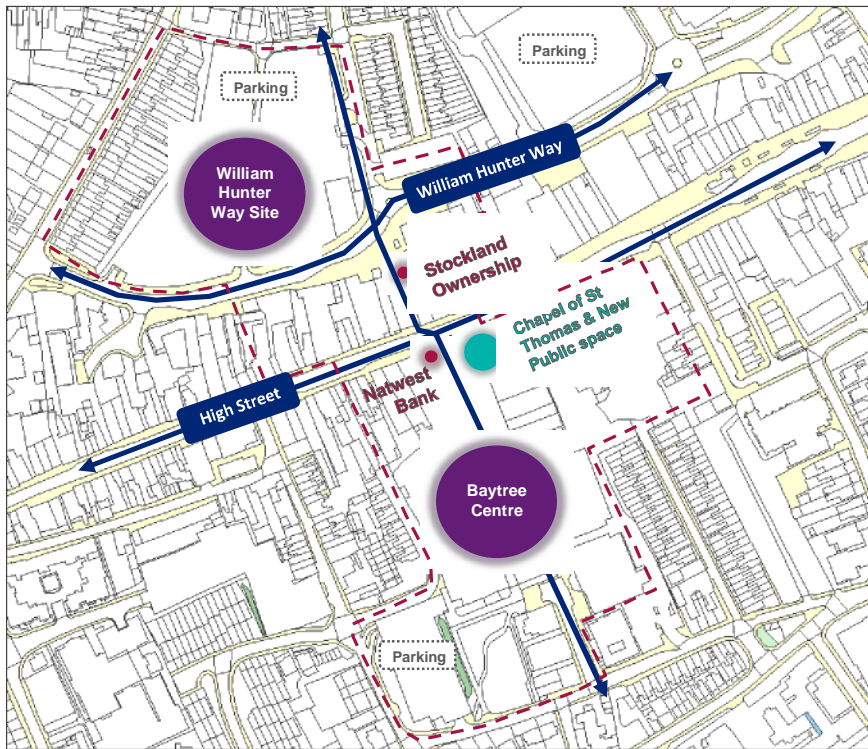 Parking
Parking
William Hunter Way
William
Hunter
Way Site
Stockland
Ownership
Chapel of St
Thomas & New
Public space
Natwest
Bank
High Street
Baytree
Centre
Parking